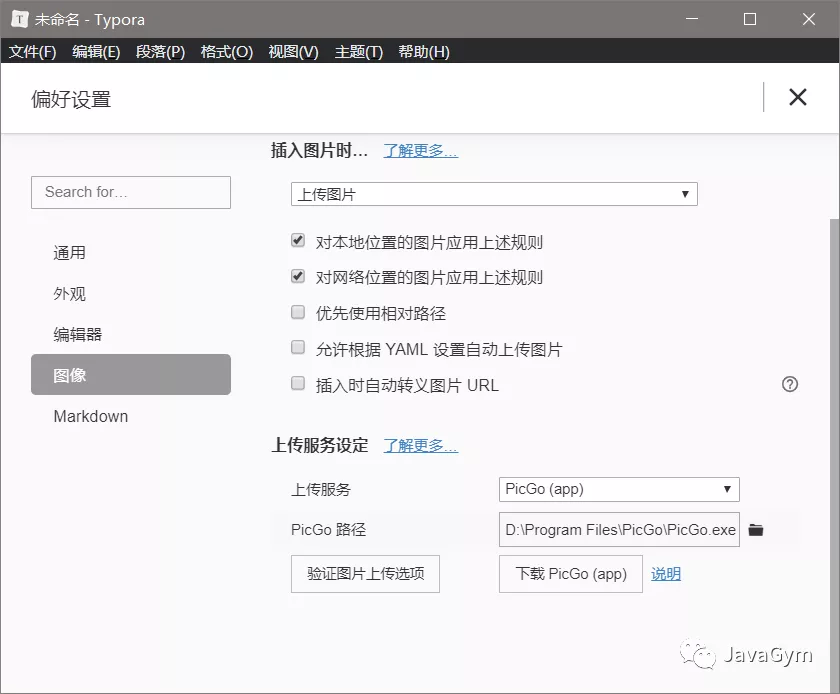 未命名 - Typora
文件(F) 编辑(E) 段落(P) 格式(O) 视图(V) 主题(T) 帮助(H)
偏好设置
Search for...
通用
外观
编辑器
图像
Markdown
插入图片时... 了解更多...
上传图片
对本地位置的图片应用上述规则
对网络位置的图片应用上述规则
优先使用相对路径
允许根据 YAML 设置自动上传图片
插入时自动转义图片 URL
上传服务设定 了解更多...
上传服务 PicGo (app)
PicGo 路径 D:\Program Files\PicGo\PicGo.exe
验证图片上传选项 下载 PicGo (app) 说明
JavaGym